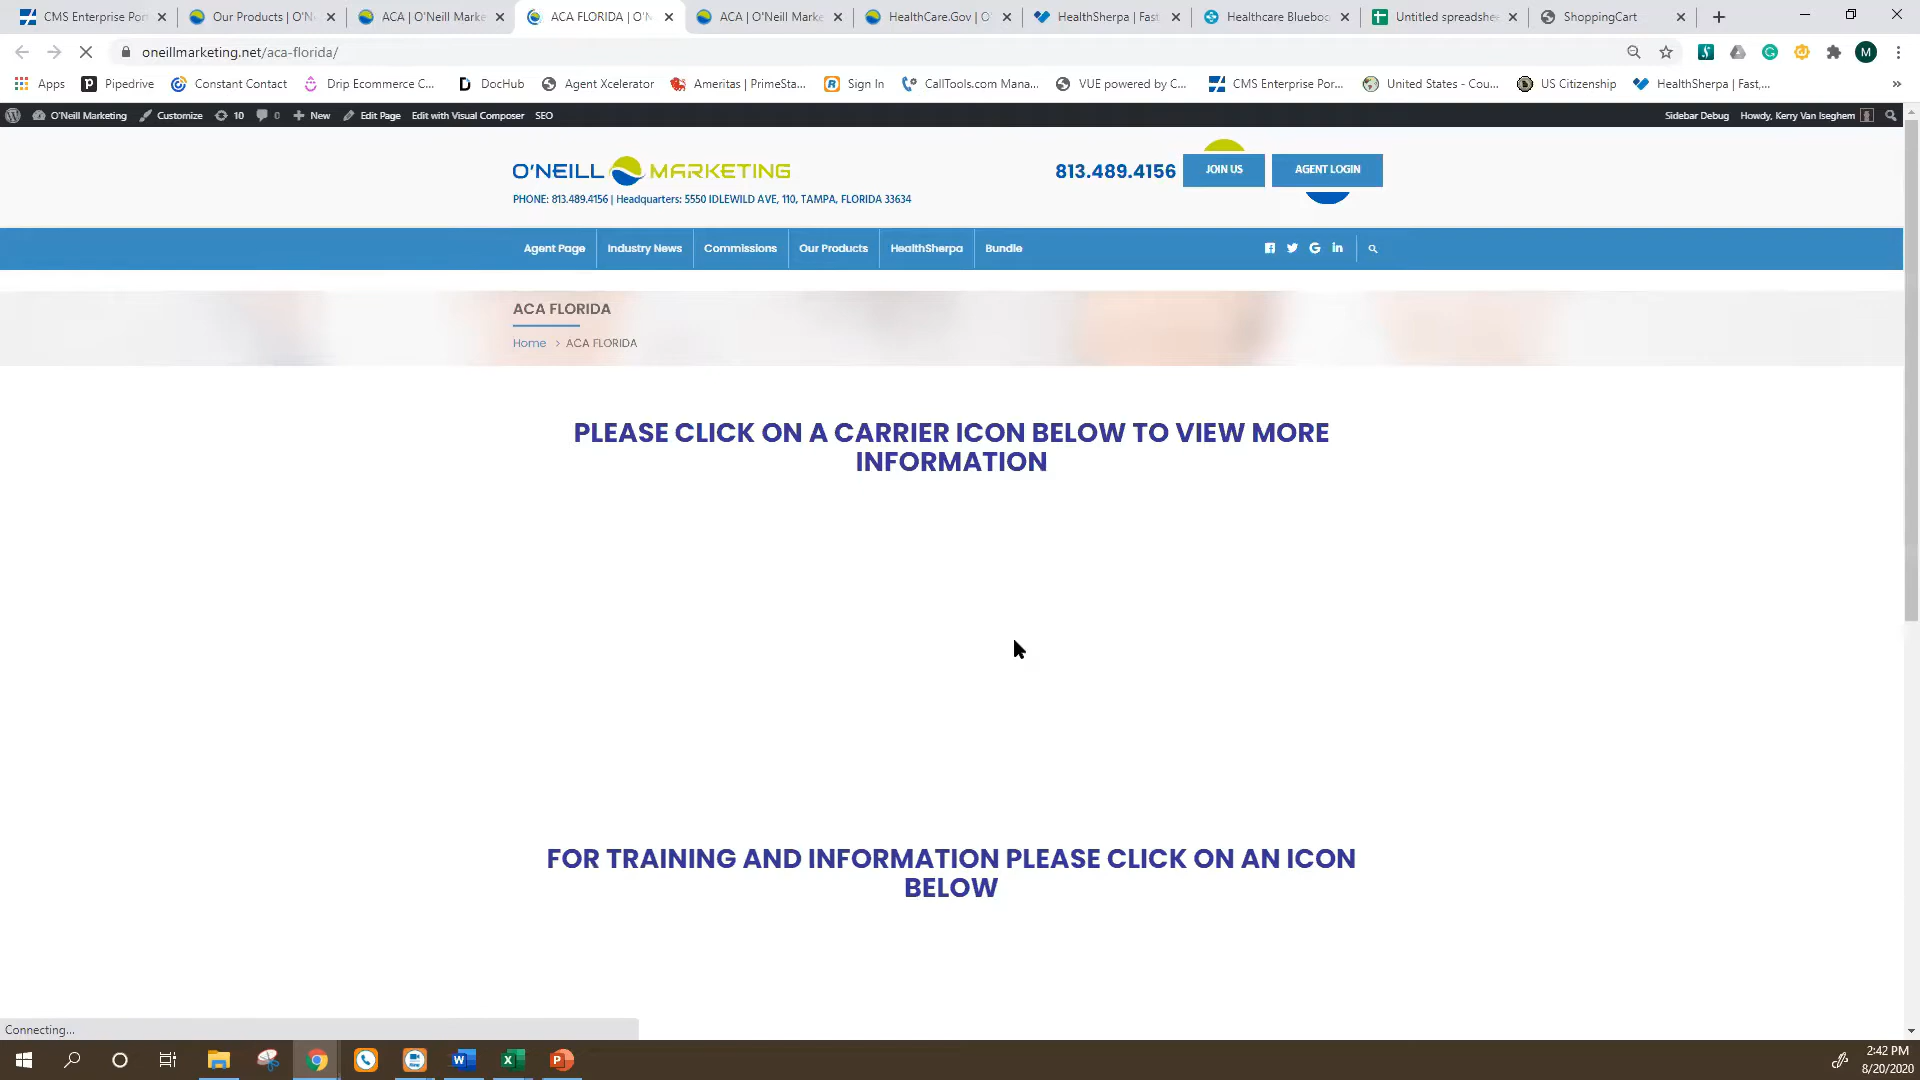 CMS Enterprise Por
Our Products | O'N
ACA | O'Neill Marke
ACA FLORIDA | O'N
ACA | O'Neill Marke
HealthCare.Gov | O'
HealthSherpa | Fast
Healthcare Blueboo
Untitled spreadshe
ShoppingCart
oneillmarketing.net/aca-florida/
M
Apps
Pipedrive
Constant Contact
Drip Ecommerce C...
DocHub
Agent Xcelerator
Ameritas | PrimeSta...
Sign In
CallTools.com Mana...
VUE powered by C...
CMS Enterprise Por...
United States - Cou...
US Citizenship
HealthSherpa | Fast,...
O'Neill Marketing
Customize
10
0
New
Edit Page
Edit with Visual Composer
SEO
Sidebar Debug
Howdy, Kerry Van Iseghem
O'NEILL MARKETING
813.489.4156
JOIN US
AGENT LOGIN
PHONE: 813.489.4156 | Headquarters: 5550 IDLEWILD AVE, 110, TAMPA, FLORIDA 33634
Agent Page
Industry News
Commissions
Our Products
HealthSherpa
Bundle
ACA FLORIDA
Home > ACA FLORIDA
PLEASE CLICK ON A CARRIER ICON BELOW TO VIEW MORE
INFORMATION
FOR TRAINING AND INFORMATION PLEASE CLICK ON AN ICON
BELOW
Connecting...
2:42 PM
8/20/2020